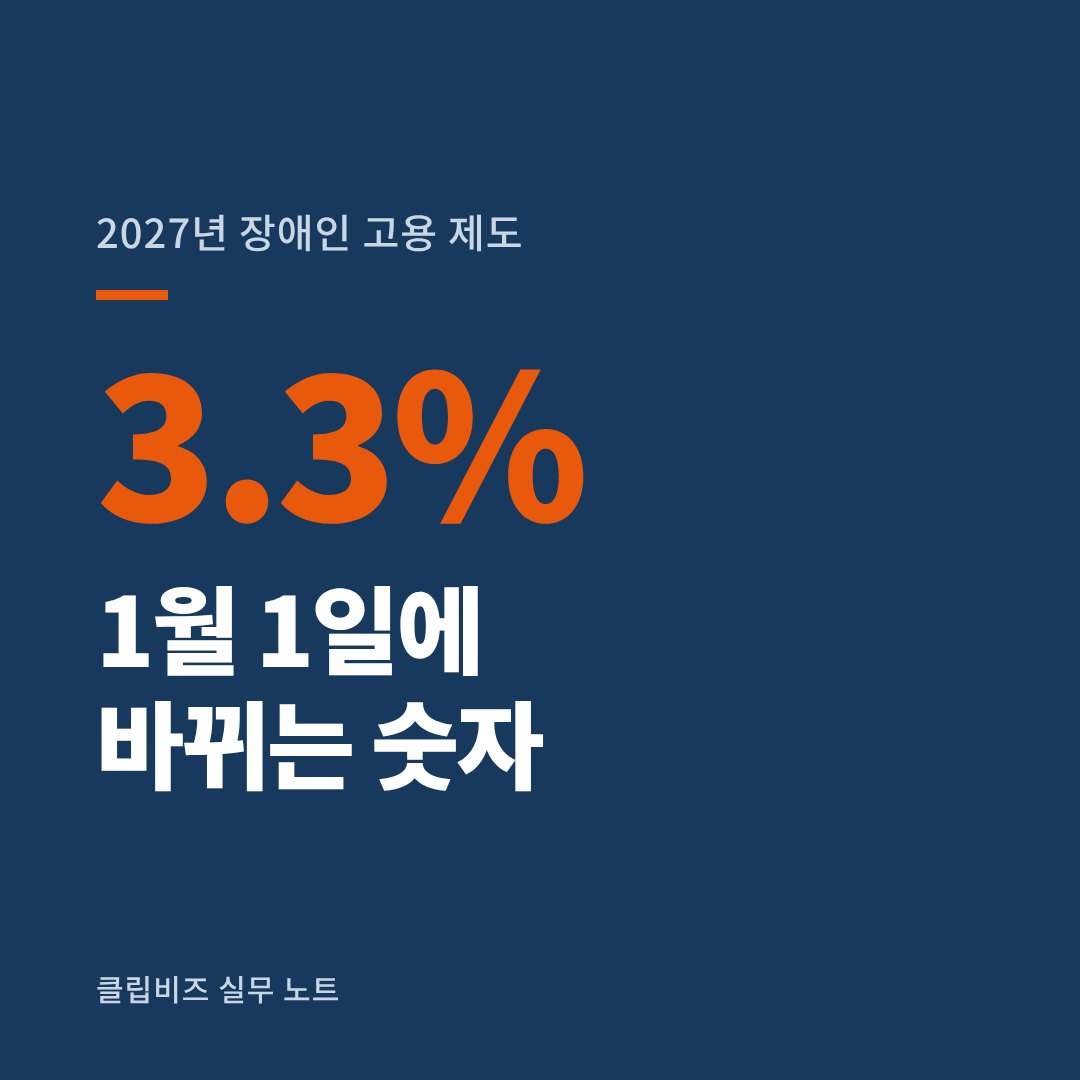 2027년 장애인 고용 제도
3.3%
1월 1일에
바뀌는 숫자
클립비즈 실무 노트